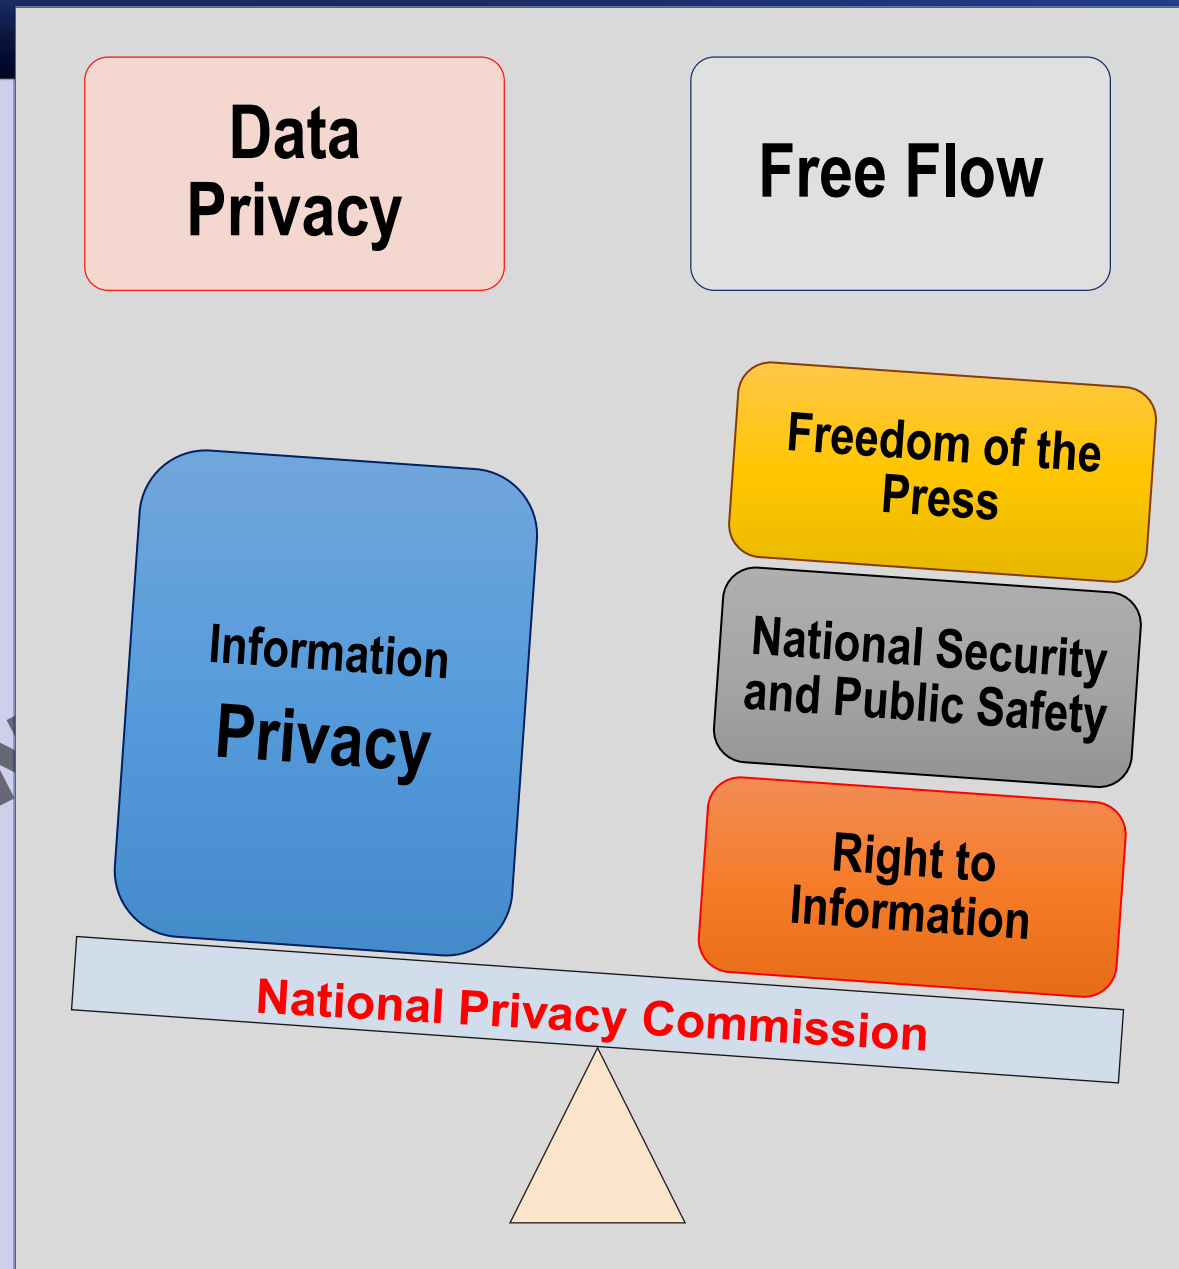 Data
Privacy
Free Flow
Freedom of the
Press
Information
Privacy
National Security
and Public Safety
Right to
Information
National Privacy Commission